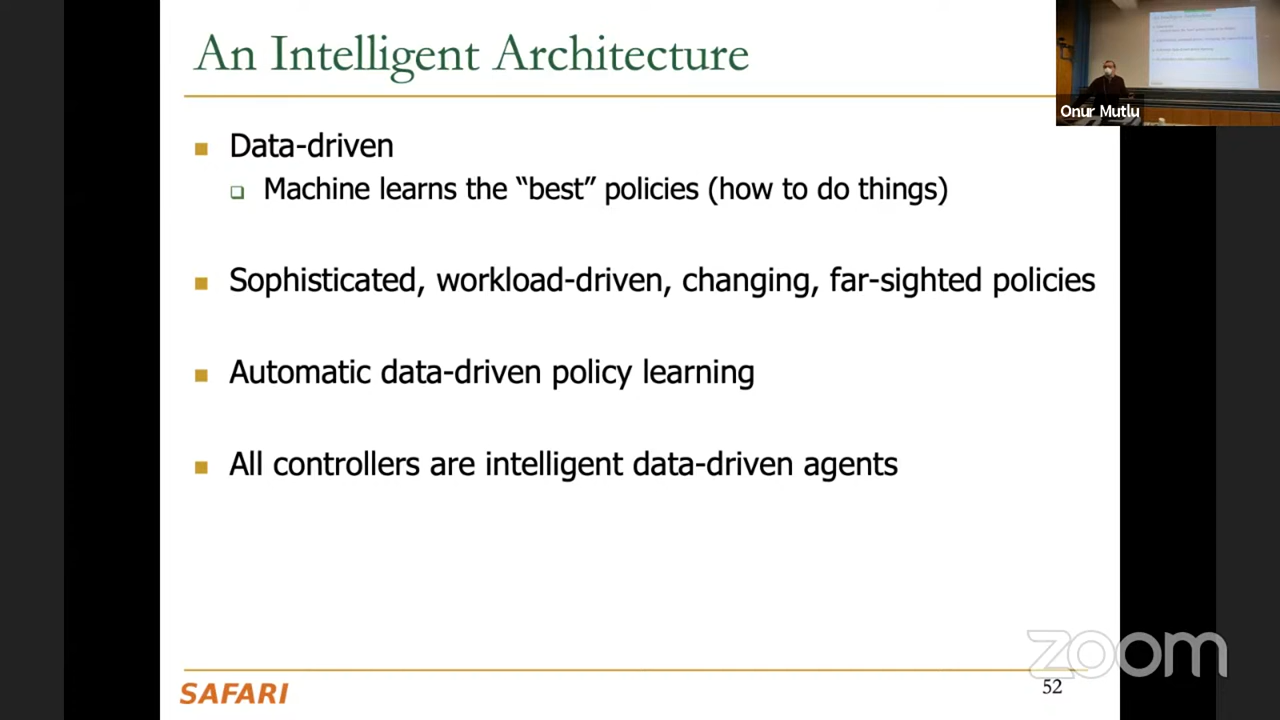 An Intelligent Architecture
Onur Mutlu
Data-driven
Machine learns the “best” policies (how to do things)
Sophisticated, workload-driven, changing, far-sighted policies
Automatic data-driven policy learning
All controllers are intelligent data-driven agents
zoom
SAFARI
52